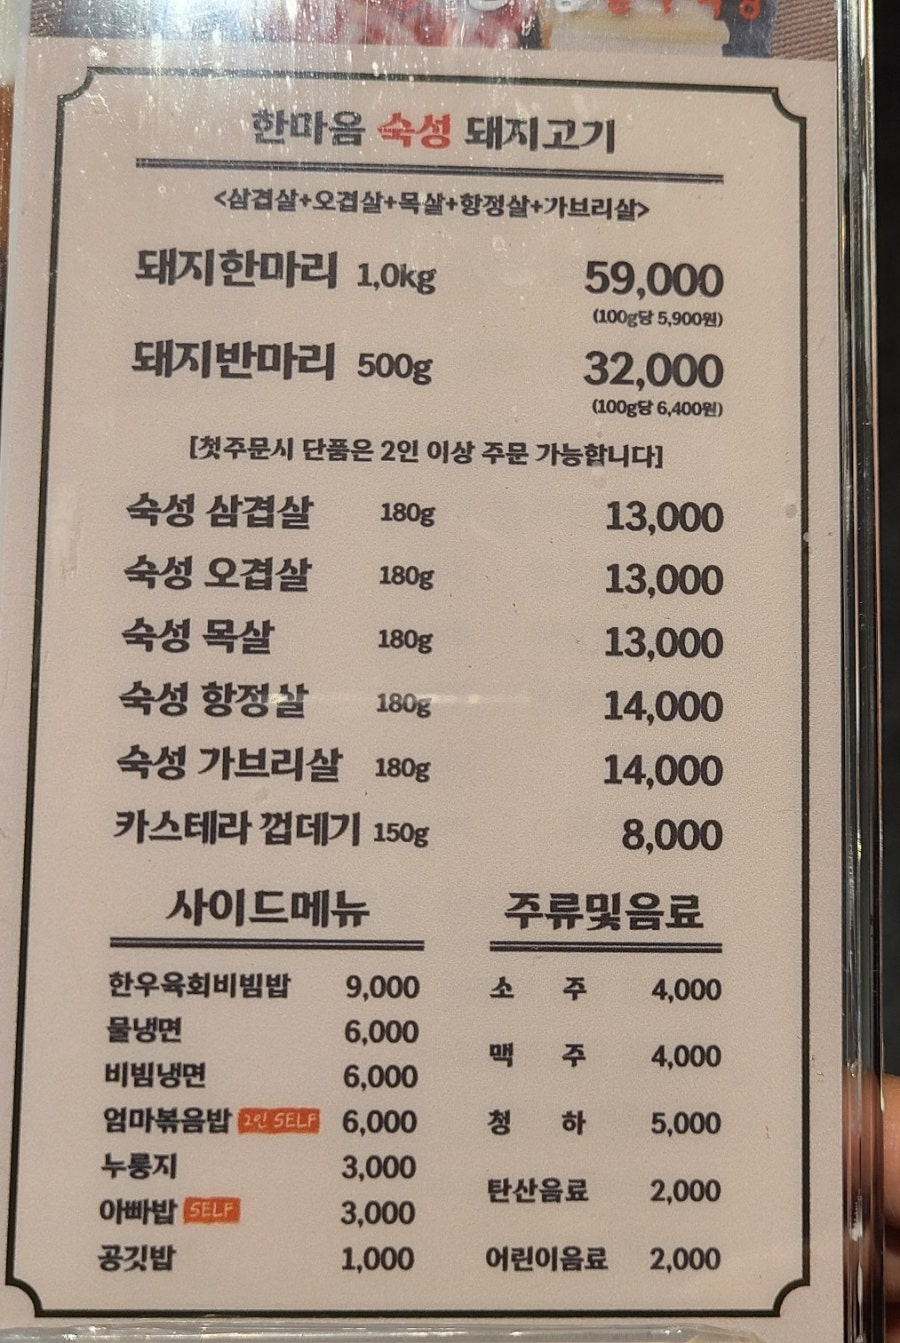 한마음 숙성 돼지고기
<삼겹살+오겹살+목살+항정살+가브리살>
돼지한마리 1,0kg 59,000
(100g당 5,900원)
돼지반마리 500g 32,000
(100g당 6,400원)
[첫주문시 단품은 2인 이상 주문 가능합니다]
숙성 삼겹살 180g 13,000
숙성 오겹살 180g 13,000
숙성 목살 180g 13,000
숙성 항정살 180g 14,000
숙성 가브리살 180g 14,000
카스테라 껍데기 150g 8,000
사이드메뉴
한우육회비빔밥 9,000
물냉면 6,000
비빔냉면 6,000
엄마볶음밥 2인 SELF 6,000
누룽지 3,000
아빠밥 SELF 3,000
공깃밥 1,000
주류및음료
소 주 4,000
맥 주 4,000
청 하 5,000
탄산음료 2,000
어린이음료 2,000